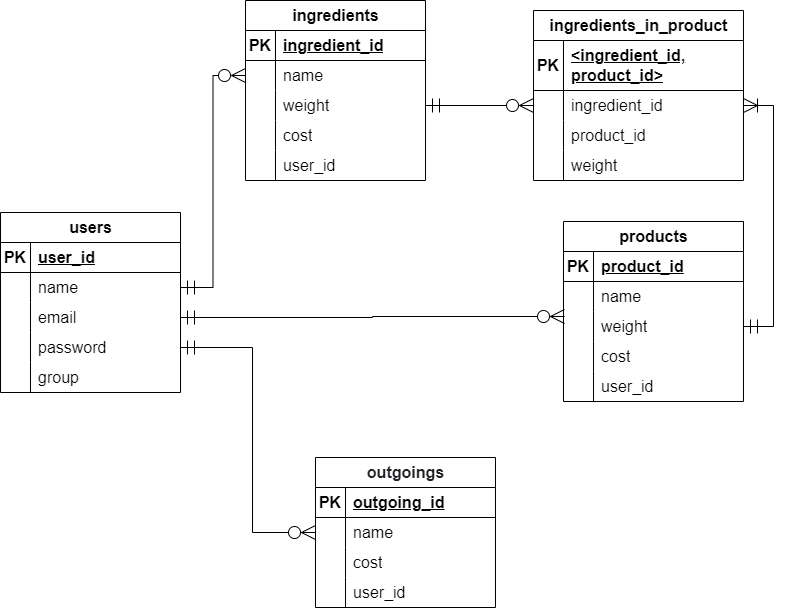 ingredients
PK ingredient_id
name
weight
cost
user_id
ingredients_in_product
PK <ingredient_id,
product_id>
ingredient_id
product_id
weight
users
PK user_id
name
email
password
group
products
PK product_id
name
weight
cost
user_id
outgoings
PK outgoing_id
name
cost
user_id